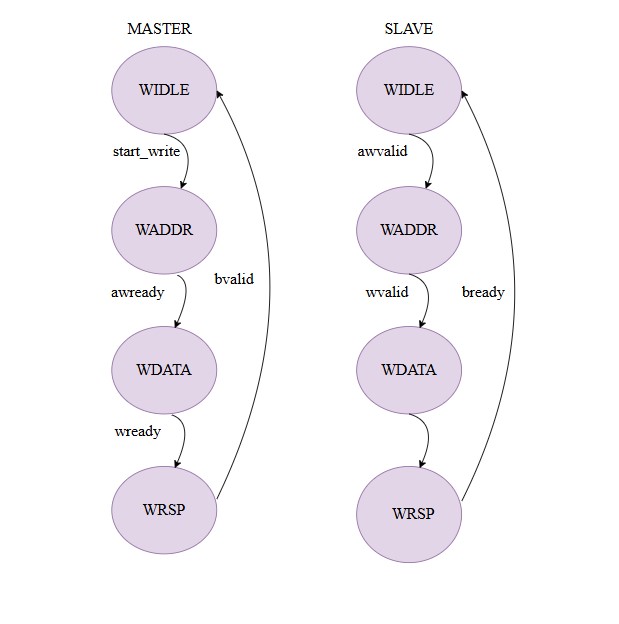 MASTER
SLAVE
WIDLE
WIDLE
start_write
awvalid
WADDR
WADDR
awready
bvalid
wvalid
bready
WDATA
WDATA
wready
WRSP
WRSP